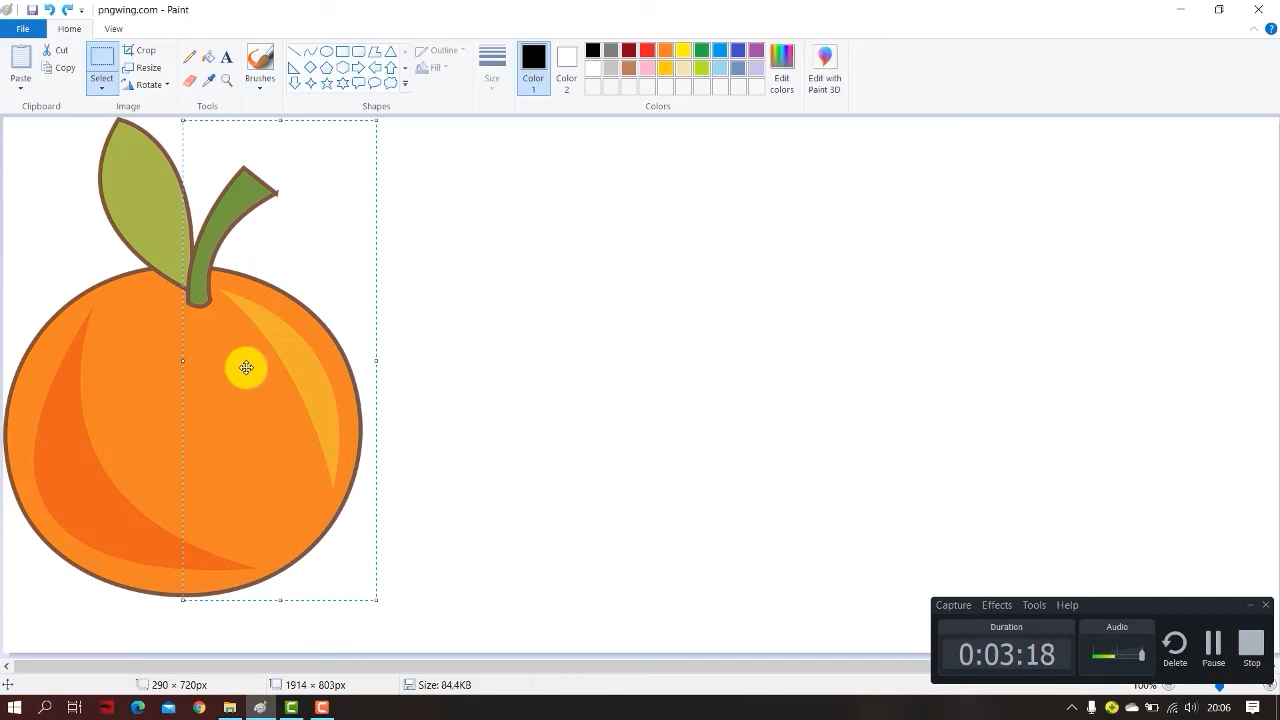 pngwing.com - Paint
File
Home
View
Paste
Cut
Copy
Clipboard
Select
Crop
Resize
Rotate
Image
A
Tools
Brushes
Outline
Fill
Shapes
Size
Color
1
Color
2
Edit
colors
Colors
Edit with
Paint 3D
Capture Effects Tools Help
Duration
0:03:18
Audio
Delete
Pause
Stop
290 × 720px
1914 × 803px
Size: 84.4KB
100%
20:06